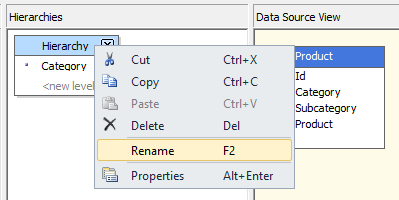 Hierarchies
Hierarchy
Category
<new level
Cut Ctrl+X
Copy Ctrl+C
Paste Ctrl+V
Delete Del
Rename F2
Properties Alt+Enter
Data Source View
Product
Id
Category
Subcategory
Product